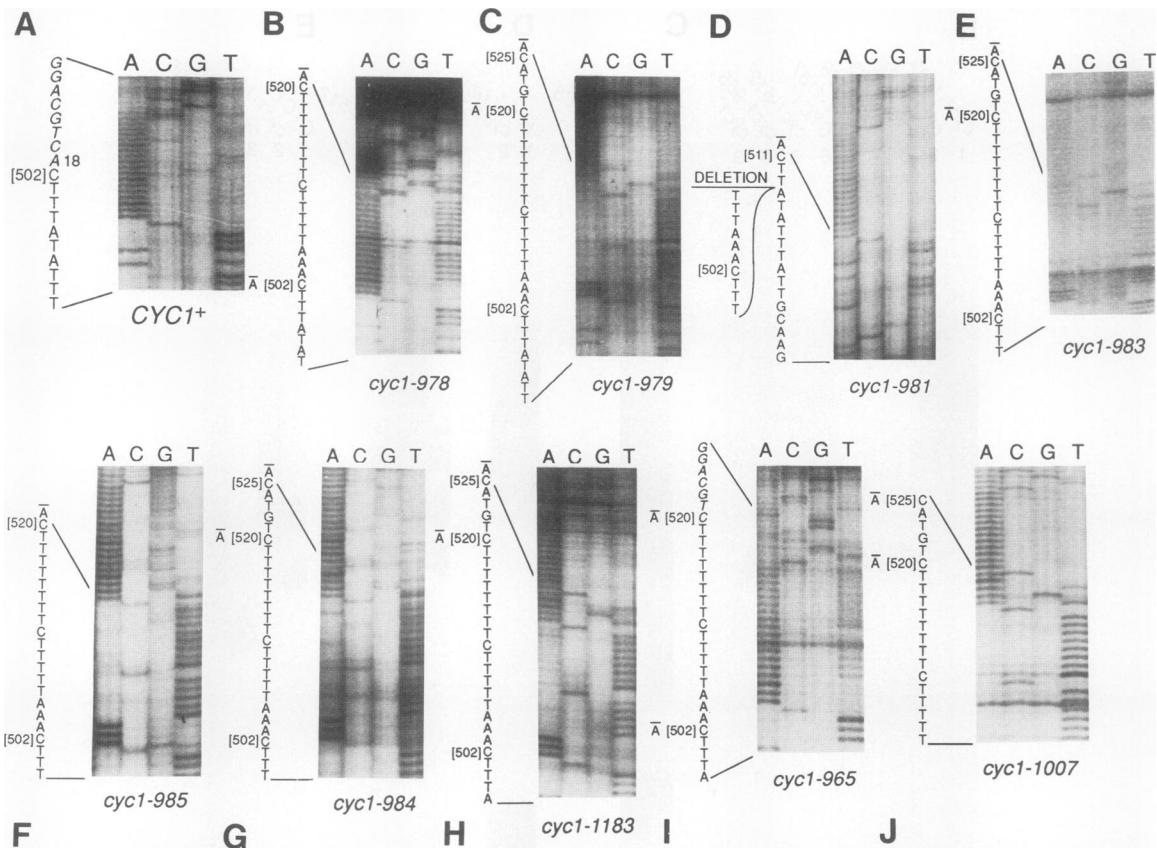 A
B
C
D
E
A C G T
G G A C G T C A18 C T T T A T A T T
[502]
CYC1+
A C G T
Ā C T T T T T T T T C T T T T T A A A C T T T A T A T
[520]
Ā [502]
cyc1-978
A C G T
Ā C A T G T C T T T T T T T T C T T T T T A A A C T T T A T A T T
[525]
Ā [520]
[502]
cyc1-979
A C G T
Ā C T T A T A T T T A T T G C A A G
[511]
DELETION
T T T A A A C T T T
[502]
cyc1-981
A C G T
Ā C A T G T C T T T T T T T T C T T T T T A A A C T T T
[525]
Ā [520]
[502]
cyc1-983
A C G T
Ā C T T T T T T T T C T T T T T A A A C T T T
[520]
[502]
cyc1-985
A C G T
Ā C A T G T C T T T T T T T T C T T T T T A A A C T T T
[525]
Ā [520]
[502]
cyc1-984
A C G T
Ā C A T G T C T T T T T T T T C T T T T T A A A C T T T A
[525]
Ā [520]
[502]
cyc1-1183
A C G T
G G A C G T C T T T T T T T T C T T T T T A A A C T T T A
Ā [520]
Ā [502]
cyc1-965
A C G T
C A T G T C T T T T T T T T C T T T T
Ā [525]
Ā [520]
cyc1-1007
F
G
H
I
J